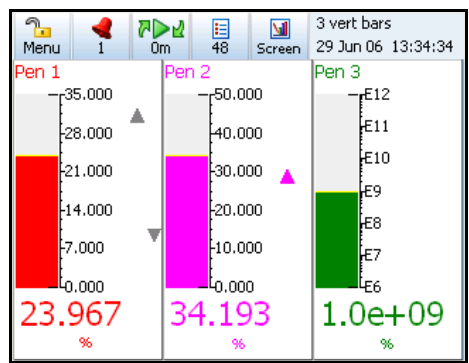 Menu
1
0m
48
Screen
3 vert bars
29 Jun 06 13:34:34
Pen 1
35.000
28.000
21.000
14.000
7.000
0.000
23.967
%
Pen 2
50.000
40.000
30.000
20.000
10.000
0.000
34.193
%
Pen 3
E12
E11
E10
E9
E8
E7
E6
1.0e+09
%